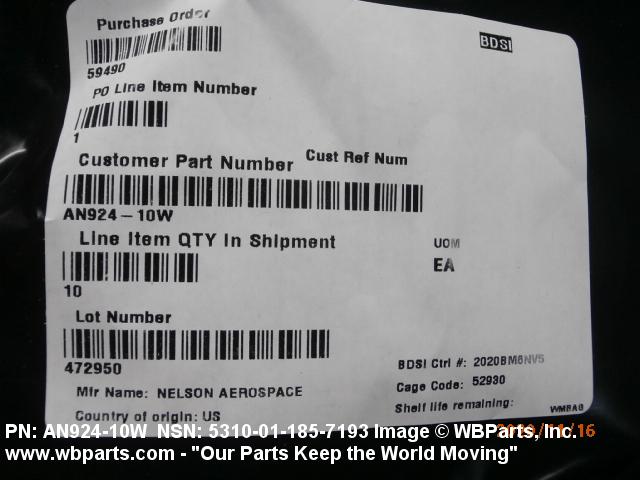 Purchase Order
BDSI
59490
PO Line Item Number
1
Customer Part Number Cust Ref Num
AN924-10W
Line Item QTY In Shipment UOM
EA
10
Lot Number
472950
BDSI Ctrl #: 2020BM6NV5
Mfr Name: NELSON AEROSPACE
Cage Code: 52930
Country of origin: US
Shelf life remaining:
WMBAG
PN: AN924-10W NSN: 5310-01-185-7193 Image © WBParts, Inc.
www.wbparts.com - "Our Parts Keep the World Moving"